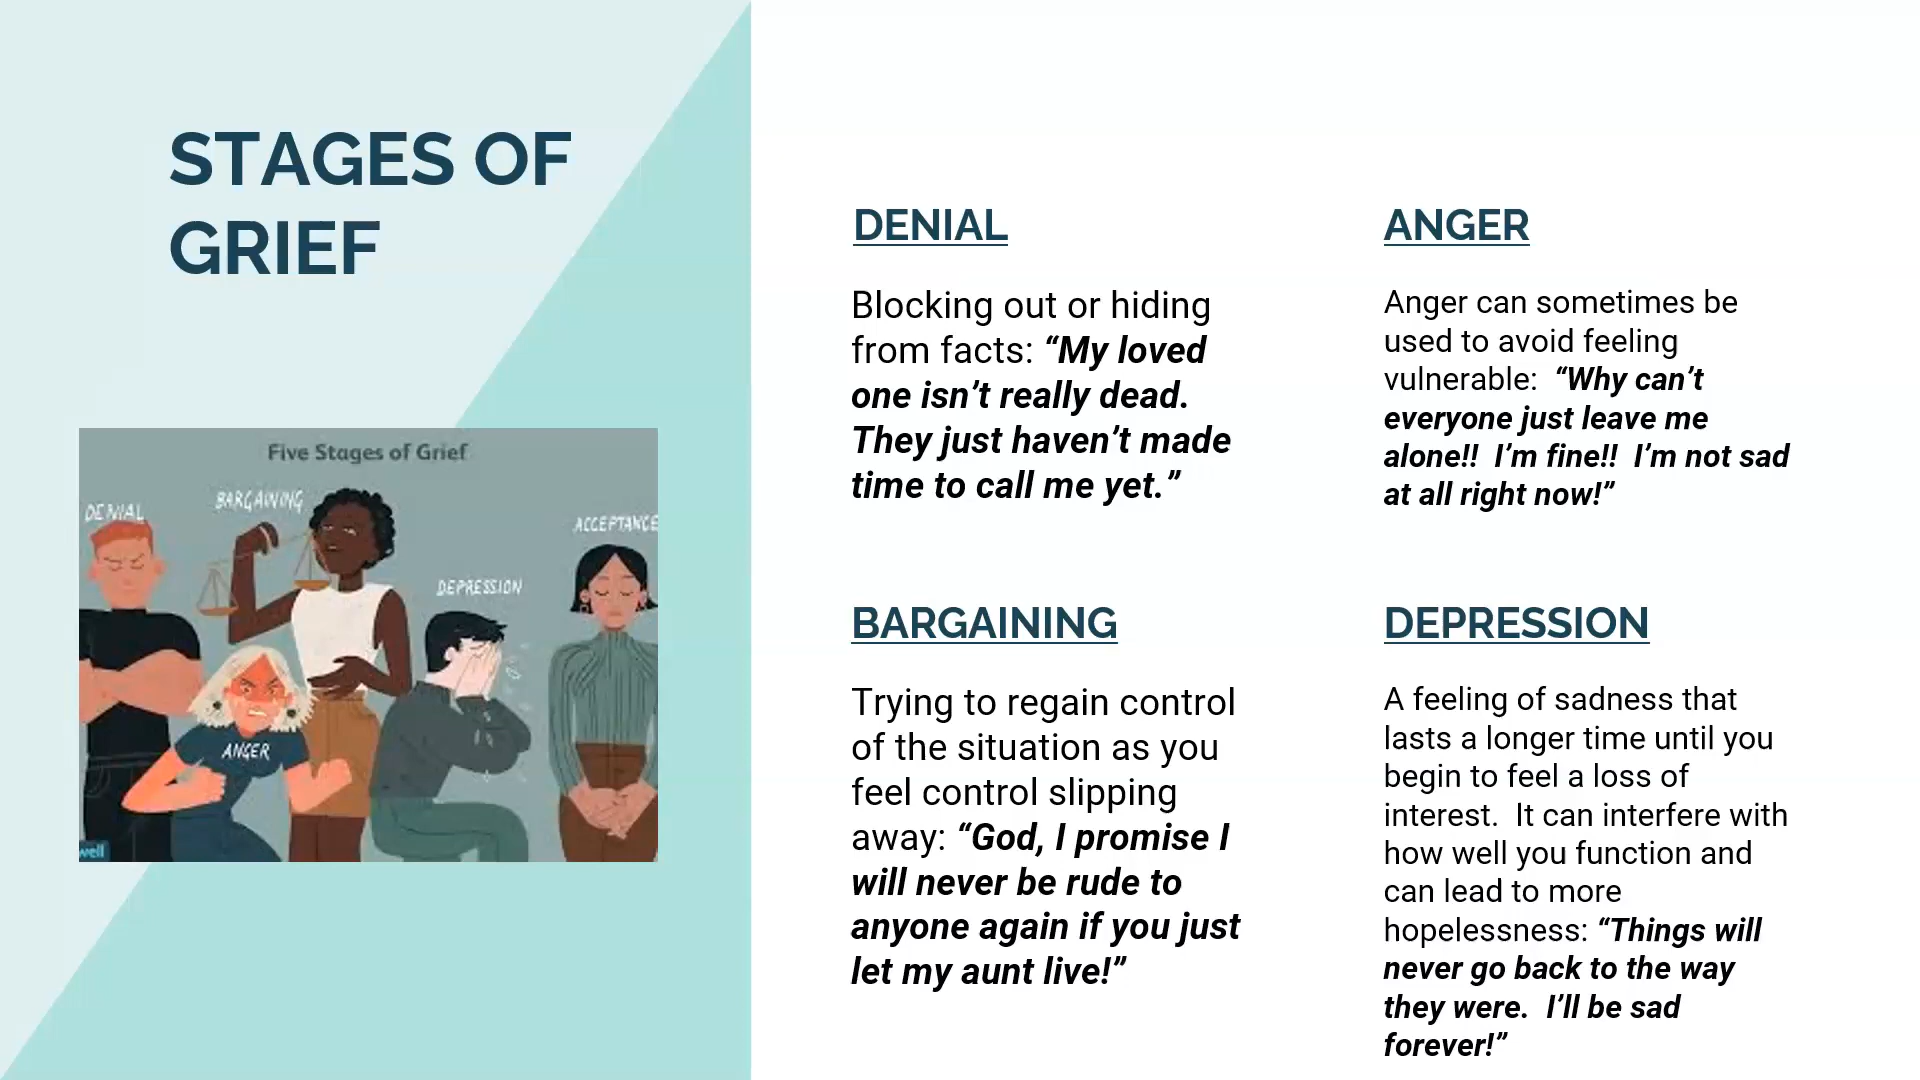 STAGES OF
GRIEF
Five Stages of Grief
DENIAL
BARGAINING
ACCEPTANCE
DEPRESSION
ANGER
well
DENIAL
Blocking out or hiding
from facts: “My loved
one isn’t really dead.
They just haven’t made
time to call me yet.”
ANGER
Anger can sometimes be
used to avoid feeling
vulnerable:  “Why can’t
everyone just leave me
alone!!  I’m fine!!  I’m not sad
at all right now!”
BARGAINING
Trying to regain control
of the situation as you
feel control slipping
away: “God, I promise I
will never be rude to
anyone again if you just
let my aunt live!”
DEPRESSION
A feeling of sadness that
lasts a longer time until you
begin to feel a loss of
interest.  It can interfere with
how well you function and
can lead to more
hopelessness: “Things will
never go back to the way
they were.  I’ll be sad
forever!”